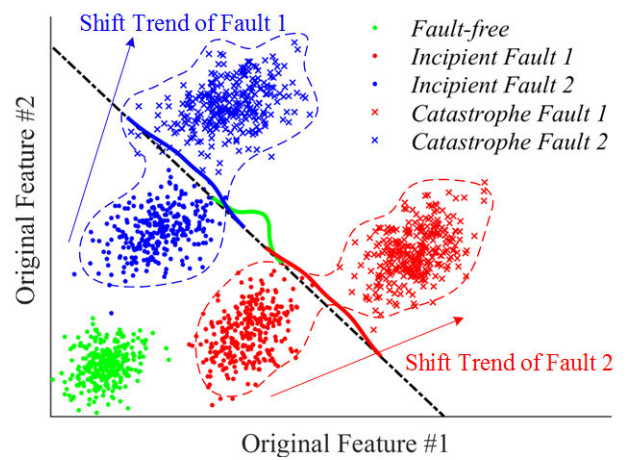 Shift Trend of Fault 1
Fault-free
Incipient Fault 1
Incipient Fault 2
Catastrophe Fault 1
Catastrophe Fault 2
Original Feature #2
Shift Trend of Fault 2
Original Feature #1